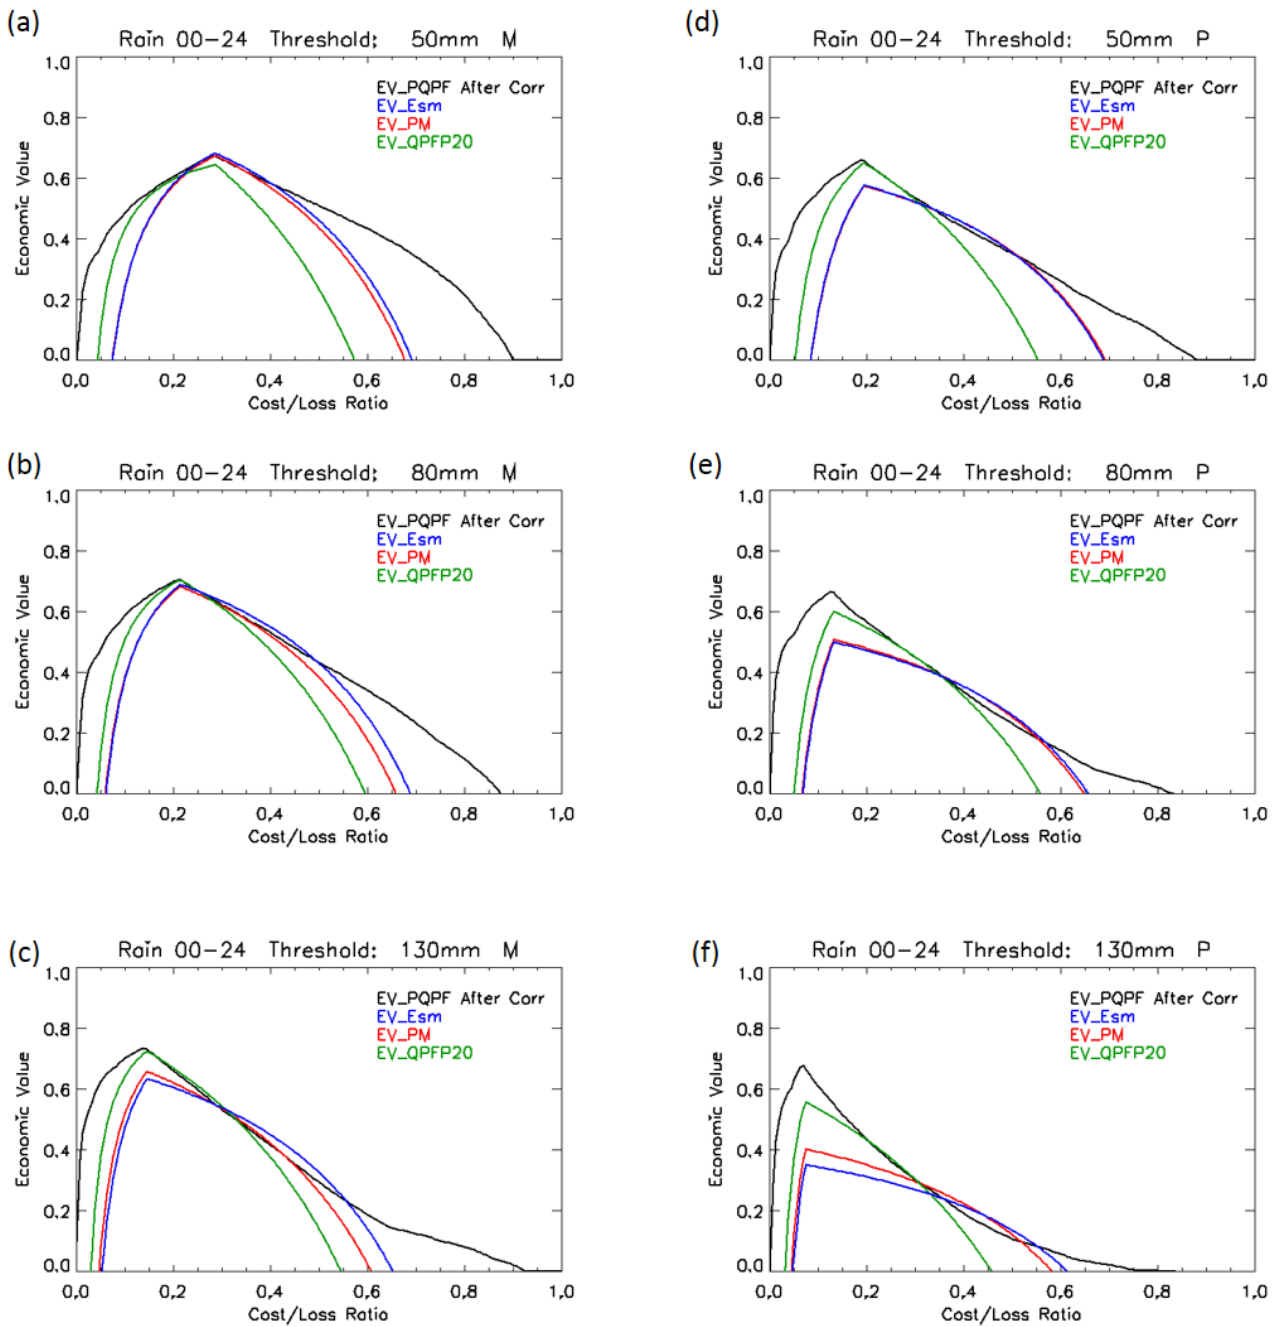 (a)
Rain 00-24 Threshold: 50mm M
1.0
0.8
0.6
0.4
0.2
0.0
Economic Value
EV_PQPF After Corr
EV_Esm
EV_PM
EV_QPFP20
0.0 0.2 0.4 0.6 0.8 1.0
Cost/Loss Ratio
(d)
Rain 00-24 Threshold: 50mm P
1.0
0.8
0.6
0.4
0.2
0.0
Economic Value
EV_PQPF After Corr
EV_Esm
EV_PM
EV_QPFP20
0.0 0.2 0.4 0.6 0.8 1.0
Cost/Loss Ratio
(b)
Rain 00-24 Threshold: 80mm M
1.0
0.8
0.6
0.4
0.2
0.0
Economic Value
EV_PQPF After Corr
EV_Esm
EV_PM
EV_QPFP20
0.0 0.2 0.4 0.6 0.8 1.0
Cost/Loss Ratio
(e)
Rain 00-24 Threshold: 80mm P
1.0
0.8
0.6
0.4
0.2
0.0
Economic Value
EV_PQPF After Corr
EV_Esm
EV_PM
EV_QPFP20
0.0 0.2 0.4 0.6 0.8 1.0
Cost/Loss Ratio
(c)
Rain 00-24 Threshold: 130mm M
1.0
0.8
0.6
0.4
0.2
0.0
Economic Value
EV_PQPF After Corr
EV_Esm
EV_PM
EV_QPFP20
0.0 0.2 0.4 0.6 0.8 1.0
Cost/Loss Ratio
(f)
Rain 00-24 Threshold: 130mm P
1.0
0.8
0.6
0.4
0.2
0.0
Economic Value
EV_PQPF After Corr
EV_Esm
EV_PM
EV_QPFP20
0.0 0.2 0.4 0.6 0.8 1.0
Cost/Loss Ratio